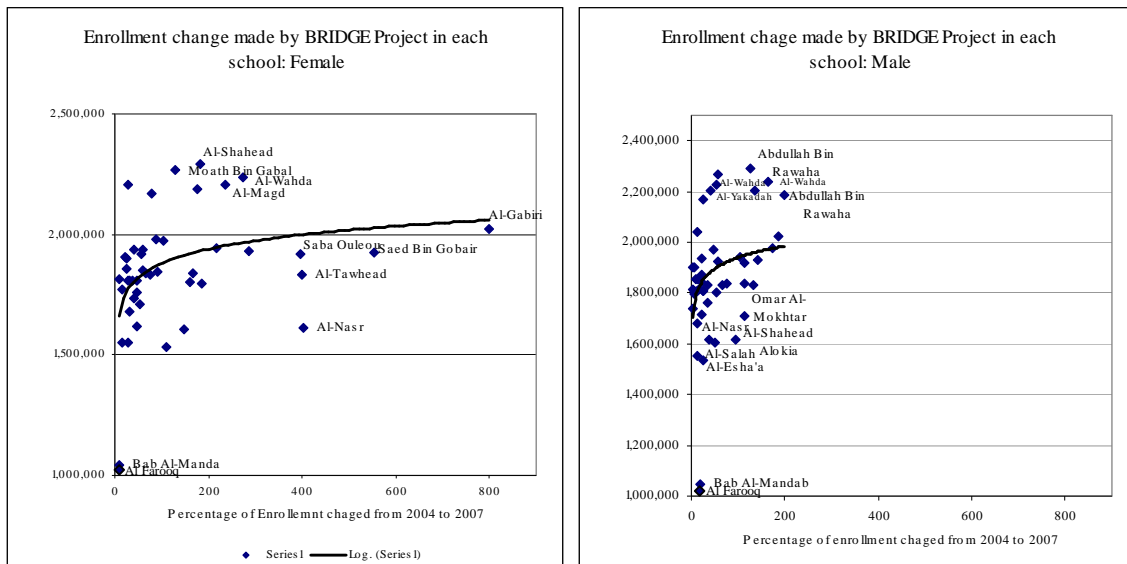 Enrollment change made by BRIDGE Project in each
school: Female
2,500,000
2,000,000
1,500,000
1,000,000
Al-Shahead
Moath Bin Gabal
Al-Wahda
Al-Magd
Al-Gabiri
Saba Ouleon
Saed Bin Gobair
Al-Tawhead
Al-Nasr
Bab Al-Manda
Al Farooq
0
200
400
600
800
Percentage of Enrollemnt chaged from 2004 to 2007
Series1
Log. (Series1)
Enrollment chage made by BRIDGE Project in each
school: Male
2,400,000
2,200,000
2,000,000
1,800,000
1,600,000
1,400,000
1,200,000
1,000,000
Abdullah Bin
Rawaha
Al-Wahda
Al-Wahda
Al-Yakadah
Abdullah Bin
Rawaha
Omar Al-
Mokhtar
Al-Nasr
Al-Shahead
Al-Salah
Alokia
Al-Esha'a
Bab Al-Mandab
Al Farooq
0
200
400
600
800
Percentage of enrollment chaged from 2004 to 2007